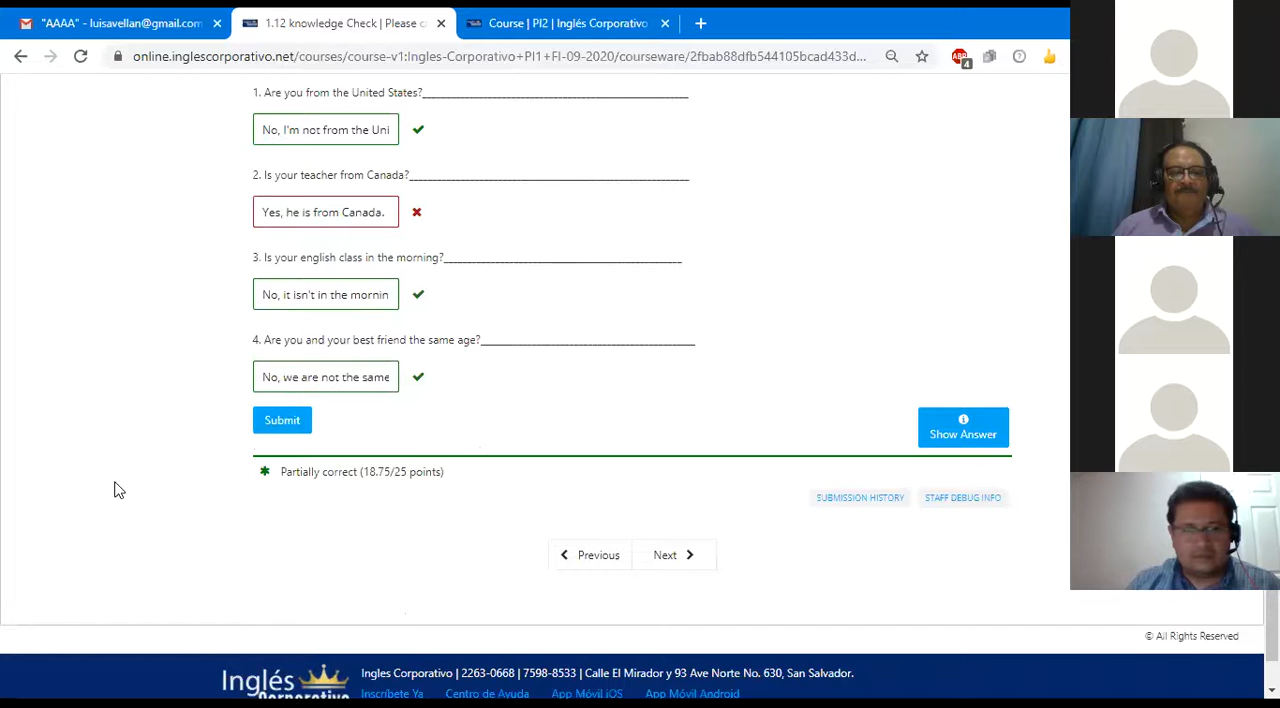 "AAAA" - luisavellan@gmail.com
1.12 knowledge Check | Please c
Course | PI2 | Inglés Corporativo
online.inglescorporativo.net/courses/course-v1:Ingles-Corporativo+PI1+FI-09-2020/courseware/2fbab88dfb544105bcad433d...
4
1. Are you from the United States?
No, I'm not from the Uni
2. Is your teacher from Canada?
Yes, he is from Canada.
3. Is your english class in the morning?
No, it isn't in the mornin
4. Are you and your best friend the same age?
No, we are not the same
Submit
Show Answer
Partially correct (18.75/25 points)
SUBMISSION HISTORY
STAFF DEBUG INFO
Previous
Next
© All Rights Reserved
Inglés
Corporativo
Ingles Corporativo | 2263-0668 | 7598-8533 | Calle El Mirador y 93 Ave Norte No. 630, San Salvador.
Inscríbete Ya Centro de Ayuda App Móvil iOS App Móvil Android